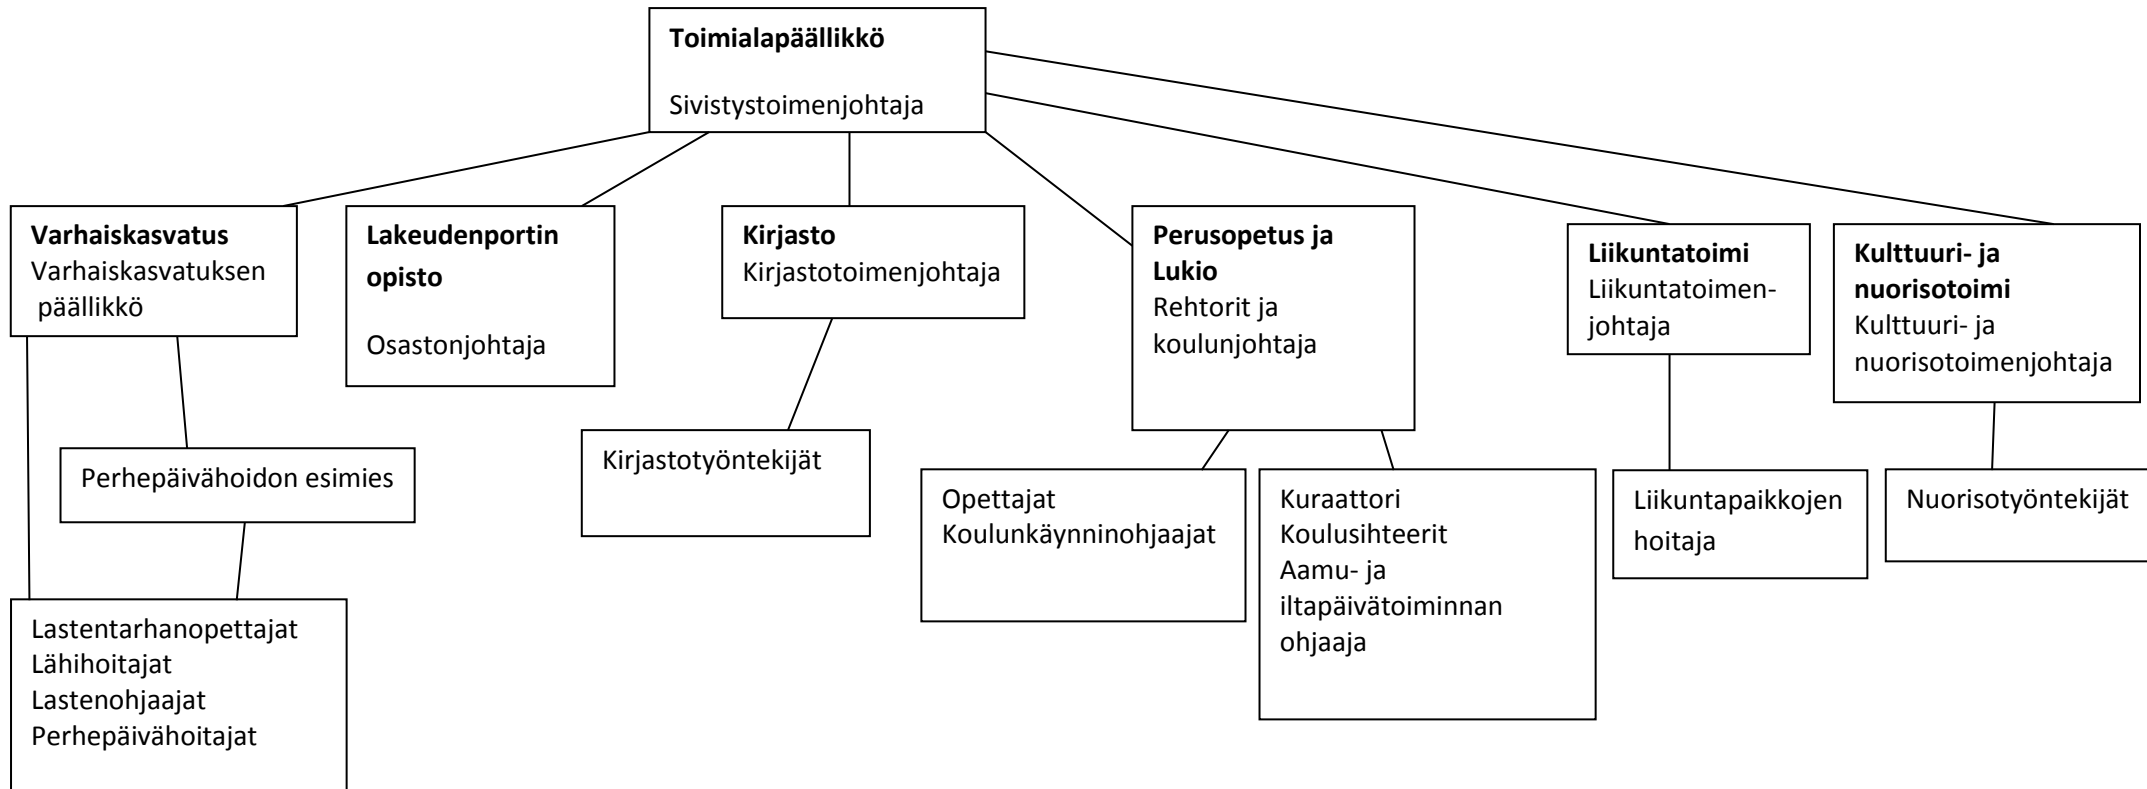 Toimialapäällikkö
Sivistystoimenjohtaja
Varhaiskasvatus
Varhaiskasvatuksen
päällikkö
Lakeudenportin
opisto
Osastonjohtaja
Kirjasto
Kirjastotoimenjohtaja
Perusopetus ja
Lukio
Rehtorit ja
koulunjohtaja
Liikuntatoimi
Liikuntatoimen-
johtaja
Kulttuuri- ja
nuorisotoimi
Kulttuuri- ja
nuorisotoimenjohtaja
Perhepäivähoidon esimies
Kirjastotyöntekijät
Opettajat
Koulunkäynninohjaajat
Kuraattori
Koulusihteerit
Aamu- ja
iltapäivätoiminnan
ohjaaja
Liikuntapaikkojen
hoitaja
Nuorisotyöntekijät
Lastentarhanopettajat
Lähihoitajat
Lastenohjaajat
Perhepäivähoitajat